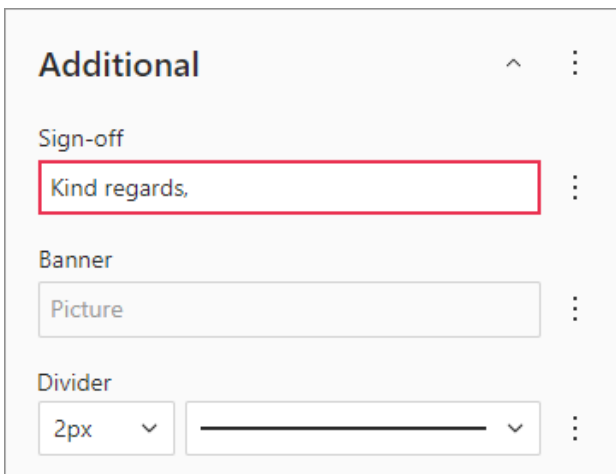 Additional
Sign-off
Kind regards,
Banner
Picture
Divider
2px